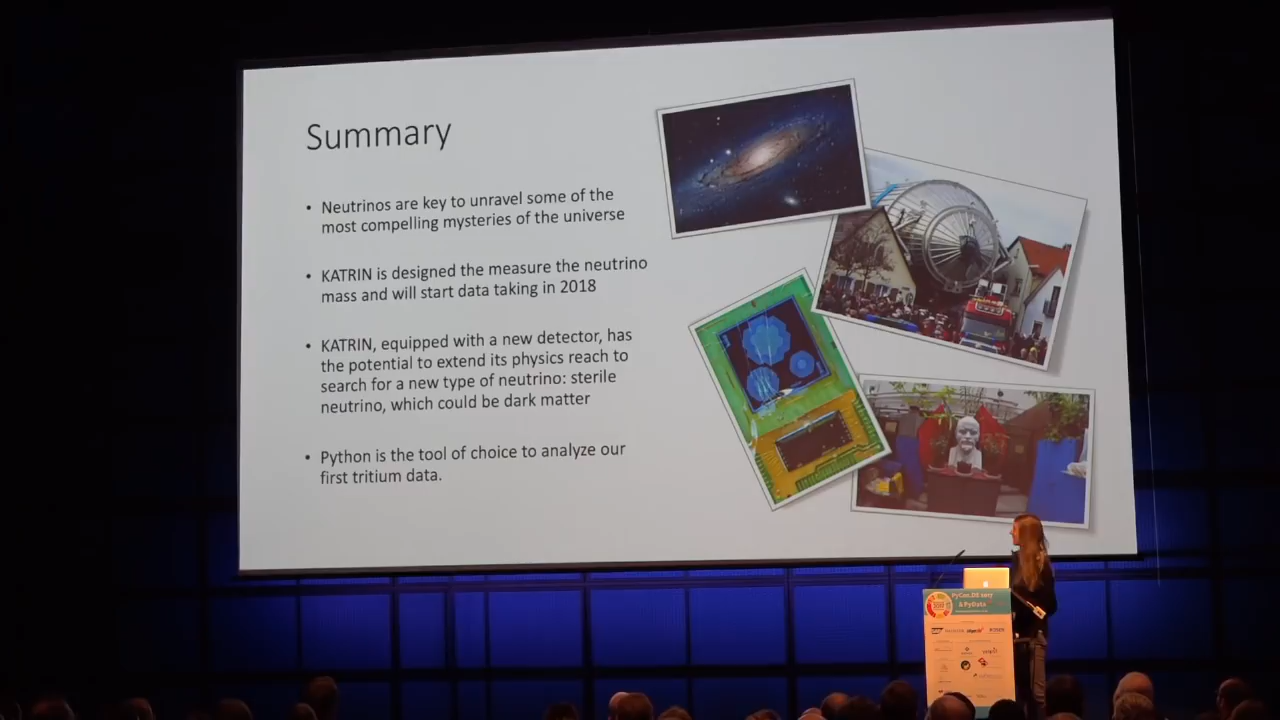 Summary
• Neutrinos are key to unravel some of the
most compelling mysteries of the universe
• KATRIN is designed the measure the neutrino
mass and will start data taking in 2018
• KATRIN, equipped with a new detector, has
the potential to extend its physics reach to
search for a new type of neutrino: sterile
neutrino, which could be dark matter
• Python is the tool of choice to analyze our
first tritium data.
PyCon.DE 2017
& PyData